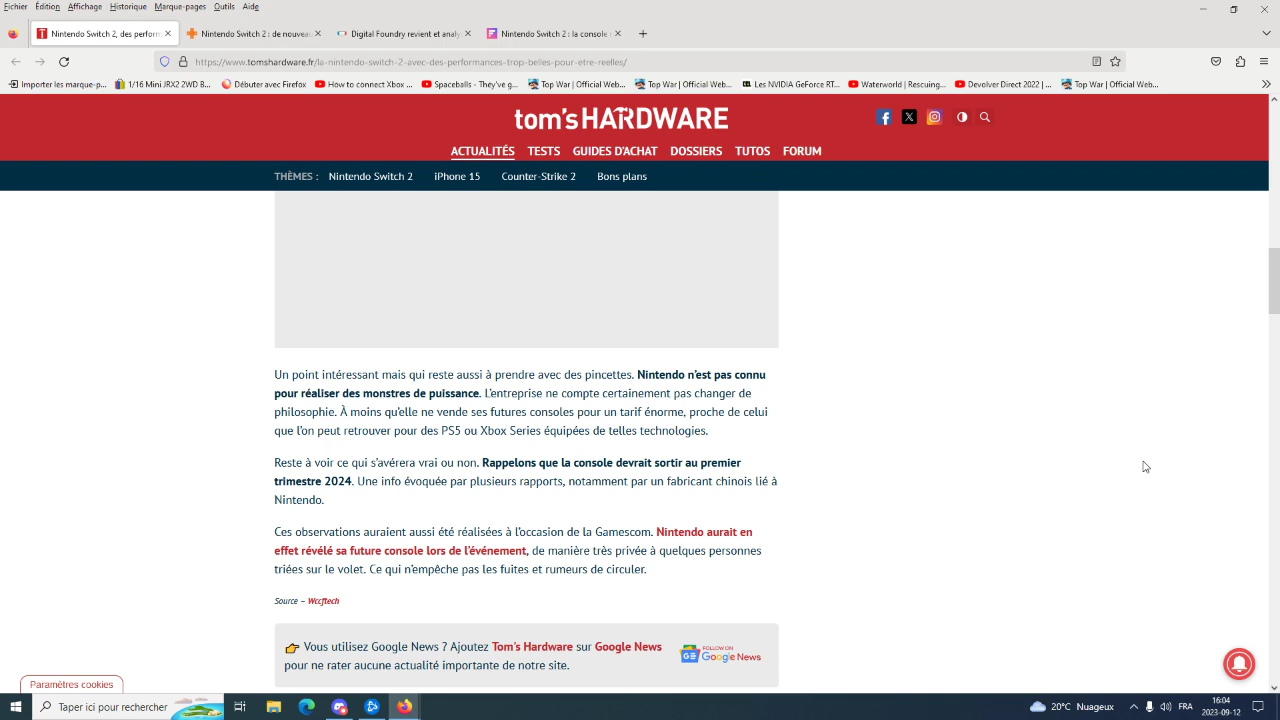 Fichier Édition Affichage Historique Marque-pages Outils Aide
Nintendo Switch 2, des perform
Nintendo Switch 2 : de nouveau
Digital Foundry revient et analy
Nintendo Switch 2 : la console
https://www.tomshardware.fr/la-nintendo-switch-2-avec-des-performances-trop-belles-pour-etre-reelles/
Importer les marque-p... 1/16 Mini JRX2 2WD B... Débuter avec Firefox How to connect Xbox ... Spaceballs - They've g... Top War | Official Web... Top War | Official Web... Les NVIDIA GeForce RT... Waterworld | Rescuing... Devolver Direct 2022 | ... Top War | Official Web...
tom's HARDWARE
ACTUALITÉS TESTS GUIDES D'ACHAT DOSSIERS TUTOS FORUM
THÈMES : Nintendo Switch 2 iPhone 15 Counter-Strike 2 Bons plans
Un point intéressant mais qui reste aussi à prendre avec des pincettes. Nintendo n'est pas connu
pour réaliser des monstres de puissance. L'entreprise ne compte certainement pas changer de
philosophie. À moins qu'elle ne vende ses futures consoles pour un tarif énorme, proche de celui
que l'on peut retrouver pour des PS5 ou Xbox Series équipées de telles technologies.
Reste à voir ce qui s'avérera vrai ou non. Rappelons que la console devrait sortir au premier
trimestre 2024. Une info évoquée par plusieurs rapports, notamment par un fabricant chinois lié à
Nintendo.
Ces observations auraient aussi été réalisées à l'occasion de la Gamescom. Nintendo aurait en
effet révélé sa future console lors de l'événement, de manière très privée à quelques personnes
triées sur le volet. Ce qui n'empêche pas les fuites et rumeurs de circuler.
Source – Wccftech
Vous utilisez Google News ? Ajoutez Tom's Hardware sur Google News
pour ne rater aucune actualité importante de notre site.
FOLLOW ON
Google News
Paramètres cookies
Taper ici pour rechercher
20°C Nuageux
FRA
16:04
2023-09-12